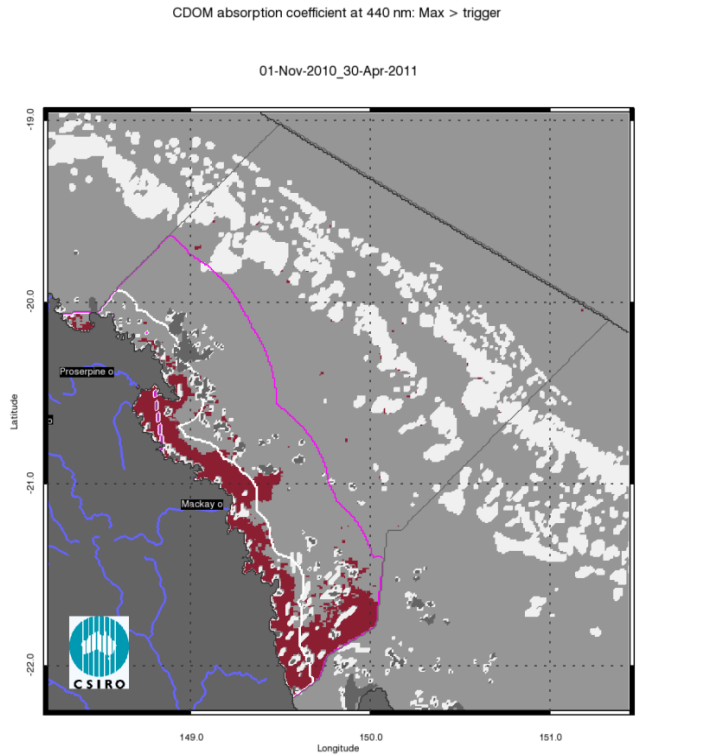 CDOM absorption coefficient at 440 nm: Max > trigger
01-Nov-2010_30-Apr-2011
-19.0
-20.0
Proserpine o
Latitude
-21.0
Mackay o
CSIRO
-22.0
149.0 150.0 151.0
Longitude